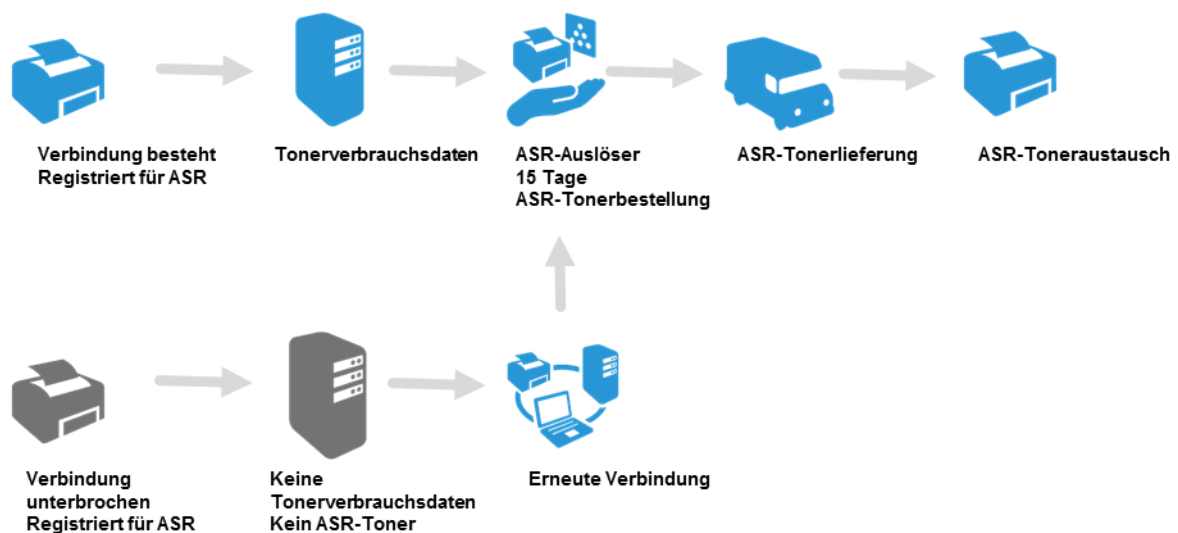 Verbindung besteht
Registriert für ASR
Tonerverbrauchsdaten
ASR-Auslöser
15 Tage
ASR-Tonerbestellung
ASR-Tonerlieferung
ASR-Toneraustausch
Verbindung
unterbrochen
Registriert für ASR
Keine
Tonerverbrauchsdaten
Kein ASR-Toner
Erneute Verbindung